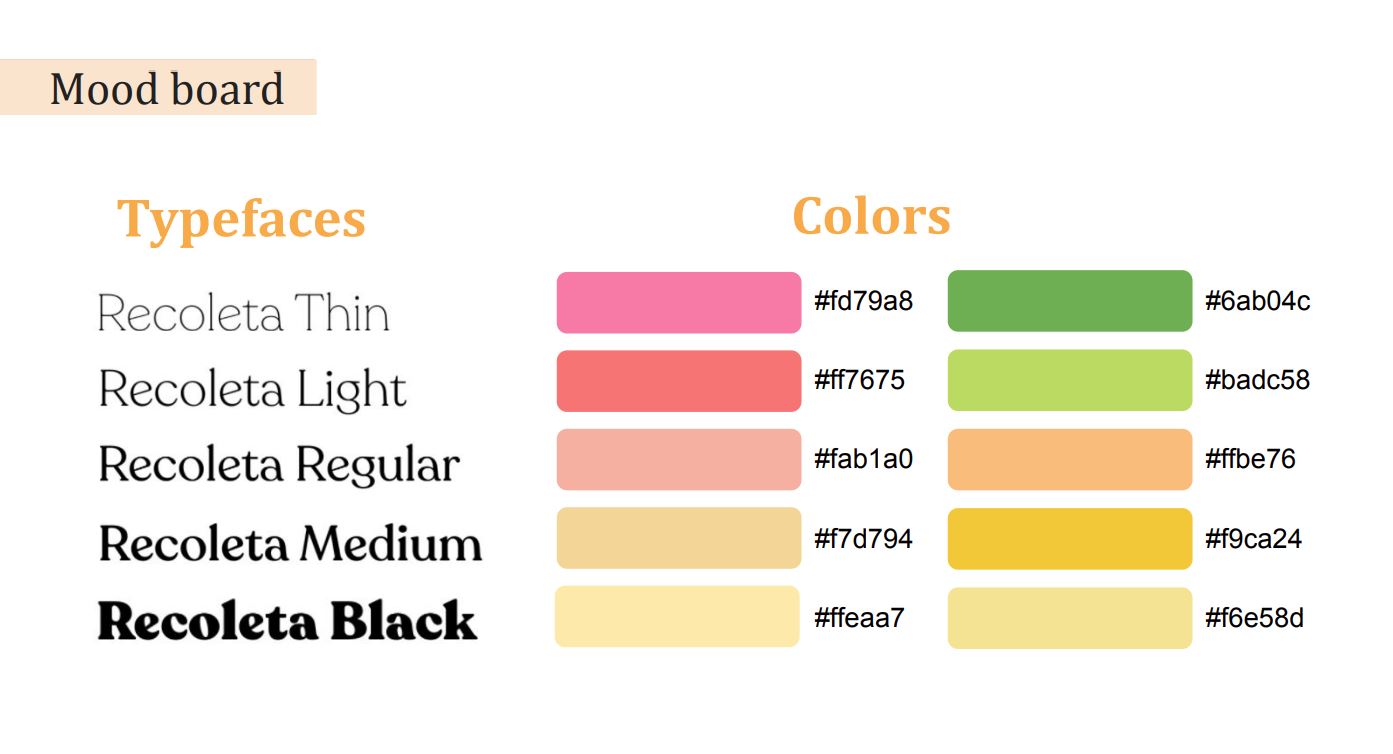 Mood board
Typefaces
Recoleta Thin
Recoleta Light
Recoleta Regular
Recoleta Medium
Recoleta Black
Colors
#fd79a8
#ff7675
#fab1a0
#f7d794
#ffeaa7
#6ab04c
#badc58
#ffbe76
#f9ca24
#f6e58d